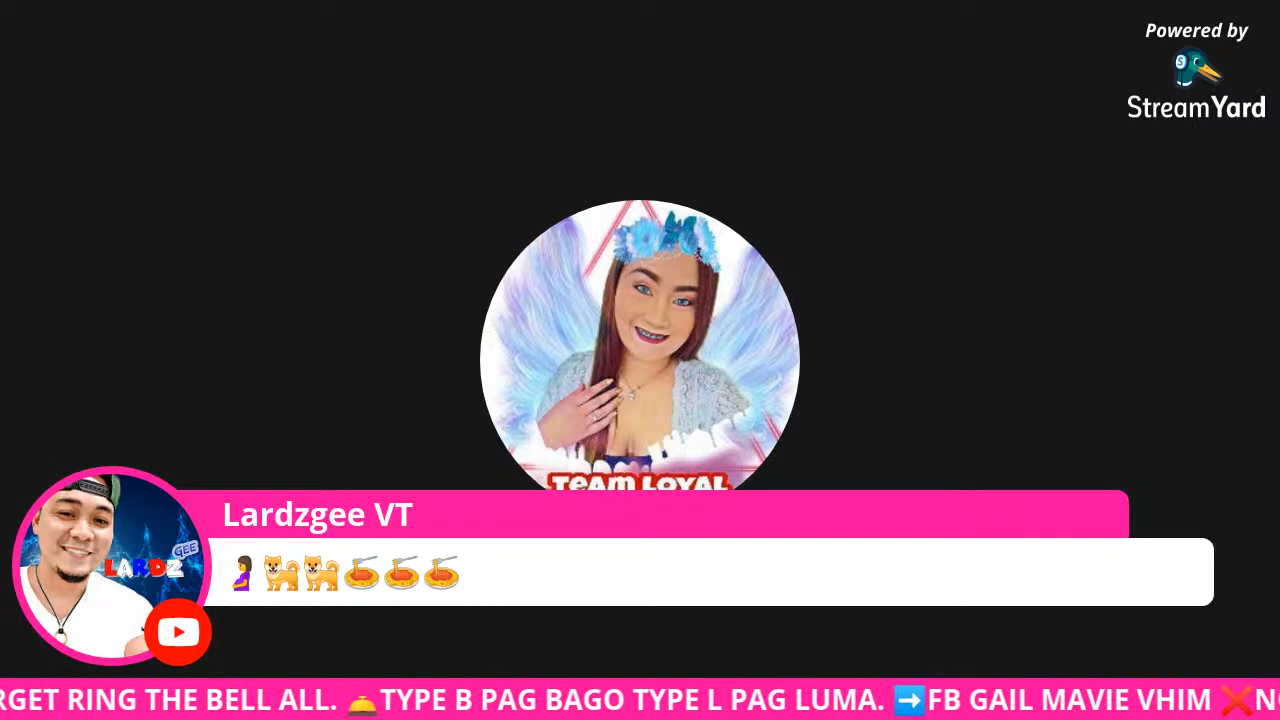 Powered by
StreamYard
TEAM LOYAL
Lardzgee VT
GEE
LARDZ
RGET RING THE BELL ALL. 🛎️TYPE B PAG BAGO TYPE L PAG LUMA. ➡️FB GAIL MAVIE VHIM ❌N